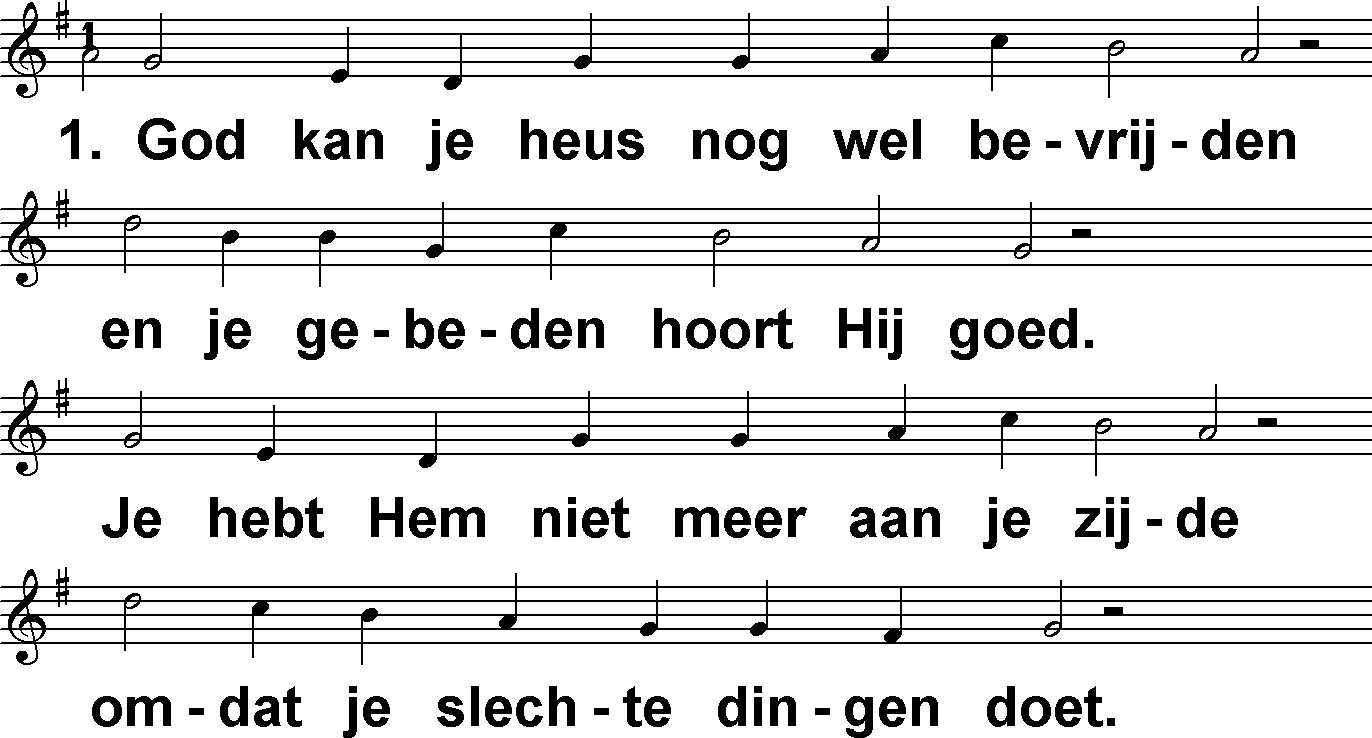 1
1. God kan je heus nog wel be - vrij - den
en je ge - be - den hoort Hij goed.
Je hebt Hem niet meer aan je zij - de
om - dat je slech - te din - gen doet.